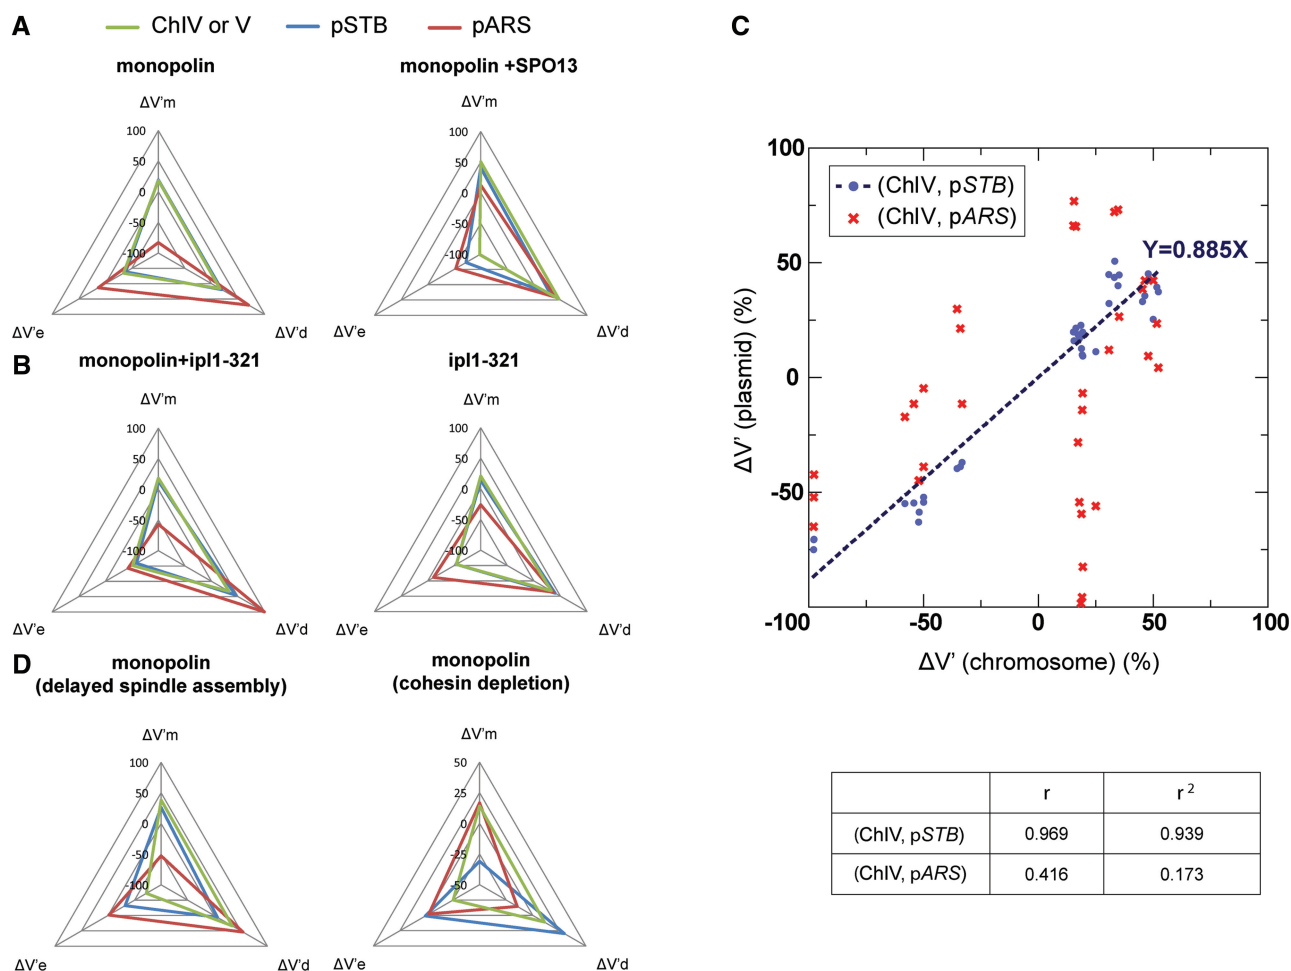 A
ChIV or V
pSTB
pARS
monopolin
ΔV'm
100
50
0
-50
-100
ΔV'e
ΔV'd
monopolin +SPO13
ΔV'm
100
50
0
-50
-100
ΔV'e
ΔV'd
B
monopolin+ipl1-321
ΔV'm
100
50
0
-50
-100
ΔV'e
ΔV'd
ipl1-321
ΔV'm
100
50
0
-50
-100
ΔV'e
ΔV'd
C
100
50
0
-50
-100
-50
0
50
100
ΔV' (plasmid) (%)
ΔV' (chromosome) (%)
(ChIV, pSTB)
(ChIV, pARS)
Y=0.885X
r
r 2
(ChIV, pSTB)
0.969
0.939
(ChIV, pARS)
0.416
0.173
D
monopolin
(delayed spindle assembly)
ΔV'm
100
50
0
-50
-100
ΔV'e
ΔV'd
monopolin
(cohesin depletion)
ΔV'm
50
25
0
-25
-50
ΔV'e
ΔV'd